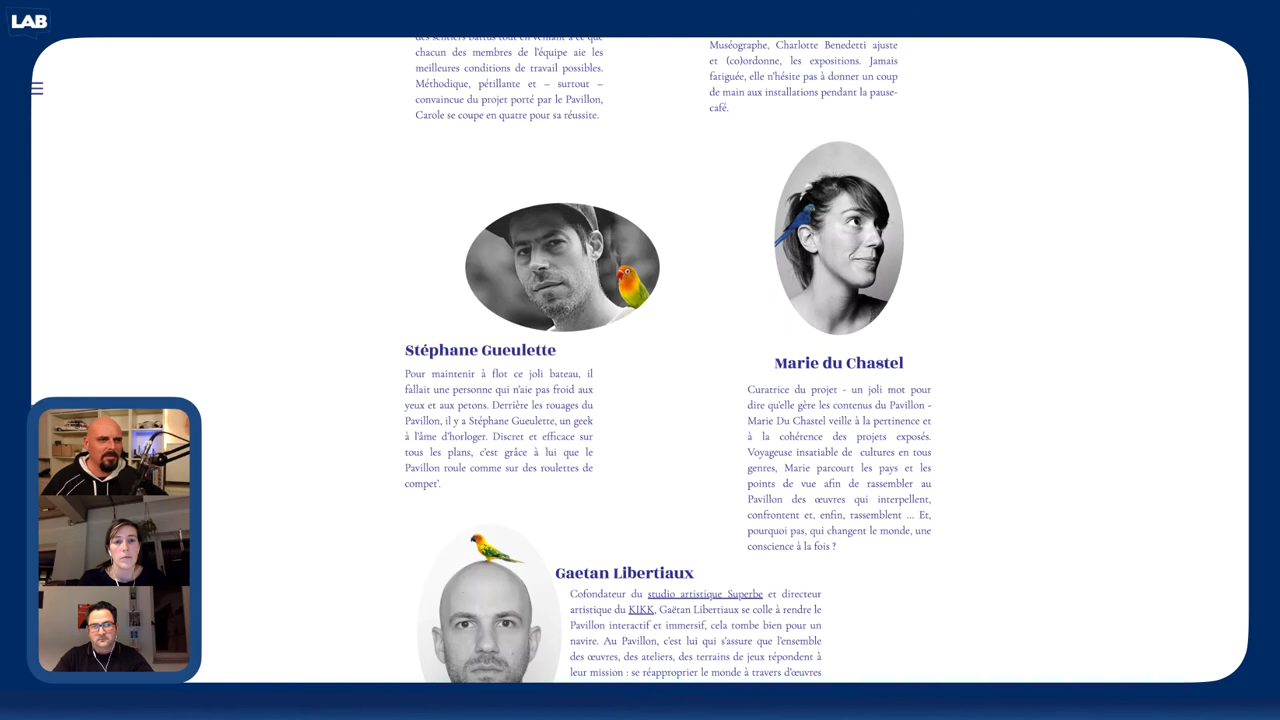 LAB
des sentiers battus tout en veillant à ce que
chacun des membres de l'équipe aie les
meilleures conditions de travail possibles.
Méthodique, pétillante et – surtout –
convaincue du projet porté par le Pavillon,
Carole se coupe en quatre pour sa réussite.
Muséographe, Charlotte Benedetti ajuste
et (co)ordonne, les expositions. Jamais
fatiguée, elle n'hésite pas à donner un coup
de main aux installations pendant la pause-
café.
Stéphane Gueulette
Pour maintenir à flot ce joli bateau, il
fallait une personne qui n'aie pas froid aux
yeux et aux petons. Derrière les rouages du
Pavillon, il y a Stéphane Gueulette, un geek
à l'âme d'horloger. Discret et efficace sur
tous les plans, c'est grâce à lui que le
Pavillon roule comme sur des roulettes de
compet'.
Marie du Chastel
Curatrice du projet - un joli mot pour
dire qu'elle gère les contenus du Pavillon -
Marie Du Chastel veille à la pertinence et
à la cohérence des projets exposés.
Voyageuse insatiable de cultures en tous
genres, Marie parcourt les pays et les
points de vue afin de rassembler au
Pavillon des œuvres qui interpellent,
confrontent et, enfin, rassemblent ... Et,
pourquoi pas, qui changent le monde, une
conscience à la fois ?
Gaetan Libertiaux
Cofondateur du studio artistique Superbe et directeur
artistique du KIKK, Gaëtan Libertiaux se colle à rendre le
Pavillon interactif et immersif, cela tombe bien pour un
navire. Au Pavillon, c'est lui qui s'assure que l'ensemble
des œuvres, des ateliers, des terrains de jeux répondent à
leur mission : se réapproprier le monde à travers d'œuvres